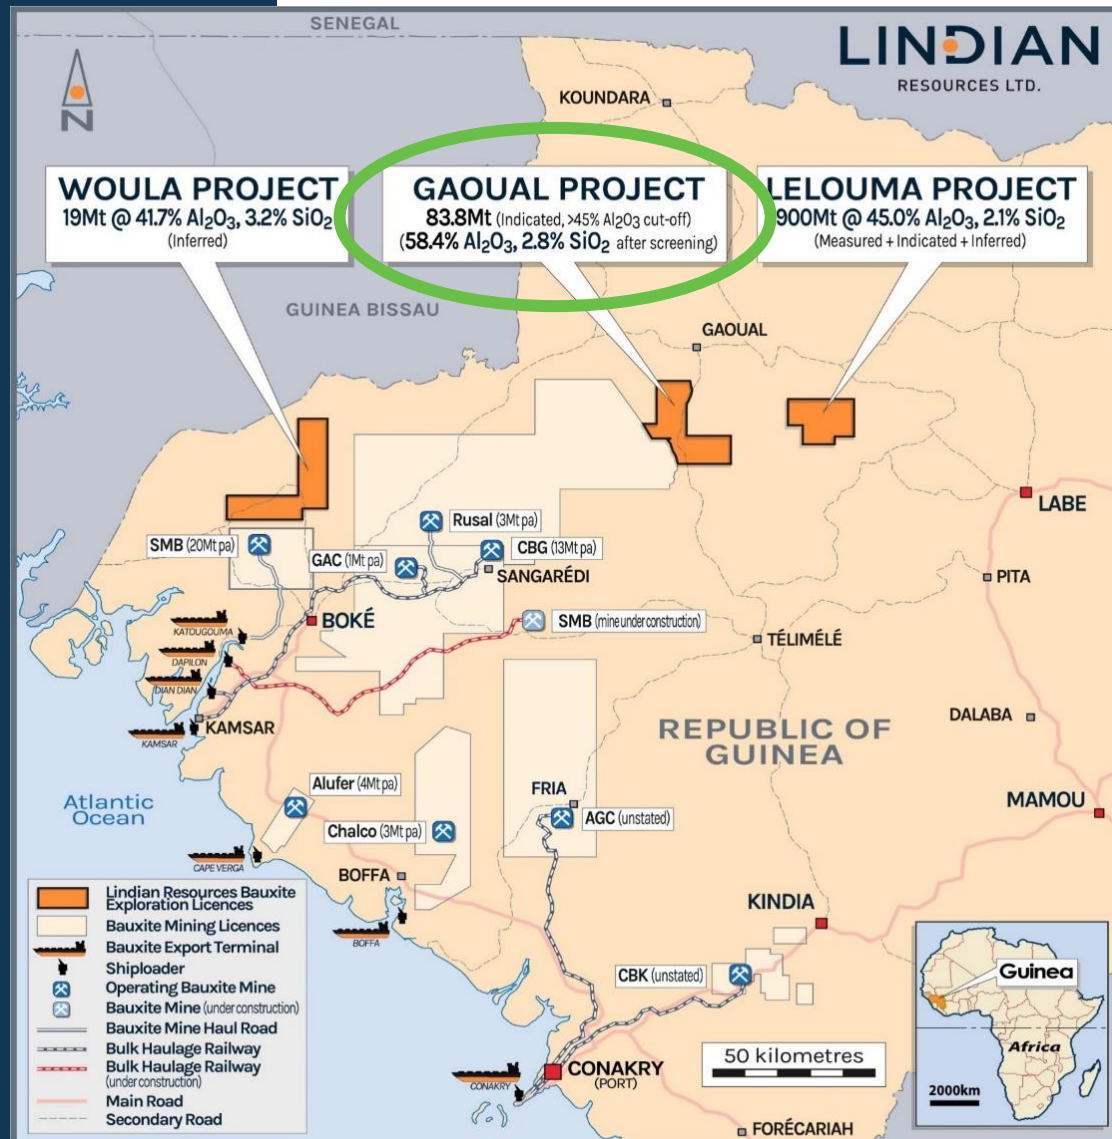 SENEGAL
LINDIAN
RESOURCES LTD.
N
KOUNDARA
WOULA PROJECT
19Mt @ 41.7% Al₂O₃, 3.2% SiO₂
(Inferred)
GAOUAL PROJECT
83.8Mt (Indicated, >45% Al2O3 cut-off)
(58.4% Al₂O₃, 2.8% SiO₂ after screening)
LELOUMA PROJECT
900Mt @ 45.0% Al₂O₃, 2.1% SiO₂
(Measured + Indicated + Inferred)
GUINEA BISSAU
GAOUAL
LABE
Rusal (3Mt pa)
SMB (20Mt pa)
GAC (1Mt pa)
CBG (13Mt pa)
SANGARÉDI
PITA
BOKÉ
SMB (mine under construction)
KATOUGOUMA
TÉLIMÉLÉ
DAPILON
DIAN DIAN
KAMSAR
KAMSAR
DALABA
REPUBLIC OF
GUINEA
Alufer (4Mt pa)
FRIA
Atlantic
Ocean
MAMOU
Chalco (3Mt pa)
AGC (unstated)
CAPE VERGA
BOFFA
Lindian Resources Bauxite
Exploration Licences
Bauxite Mining Licences
Bauxite Export Terminal
Shiploader
Operating Bauxite Mine
Bauxite Mine (under construction)
Bauxite Mine Haul Road
Bulk Haulage Railway
Bulk Haulage Railway
(under construction)
Main Road
Secondary Road
BOFFA
KINDIA
CBK (unstated)
Guinea
Africa
2000km
50 kilometres
CONAKRY
CONAKRY
(PORT)
FORÉCARIAH